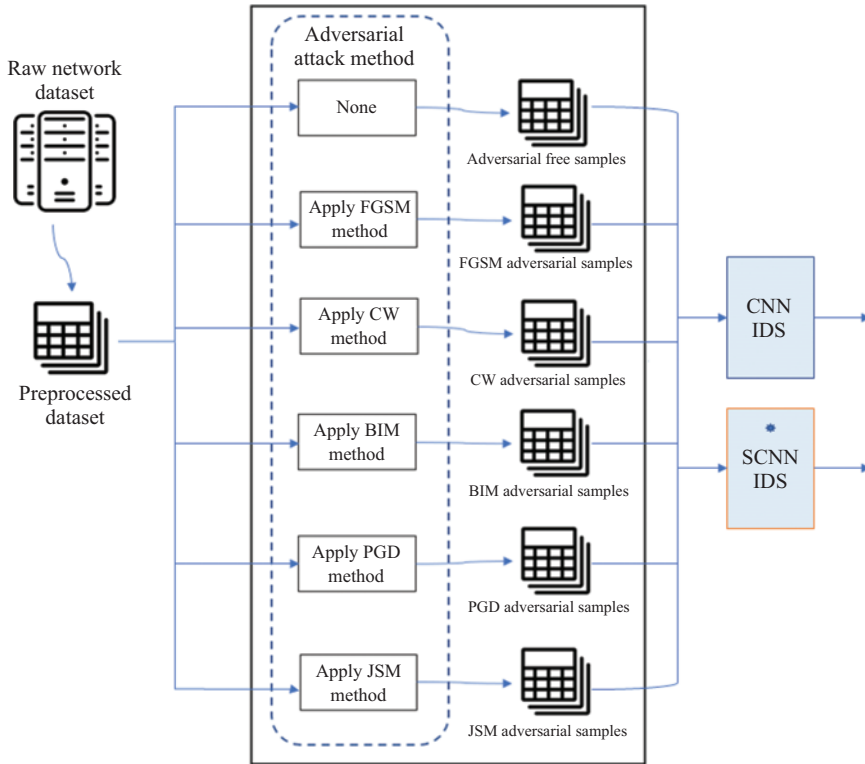 Raw network
dataset
Preprocessed
dataset
Adversarial
attack method
None
Adversarial free samples
Apply FGSM
method
FGSM adversarial samples
Apply CW
method
CW adversarial samples
Apply BIM
method
BIM adversarial samples
Apply PGD
method
PGD adversarial samples
Apply JSM
method
JSM adversarial samples
CNN
IDS
SCNN
IDS